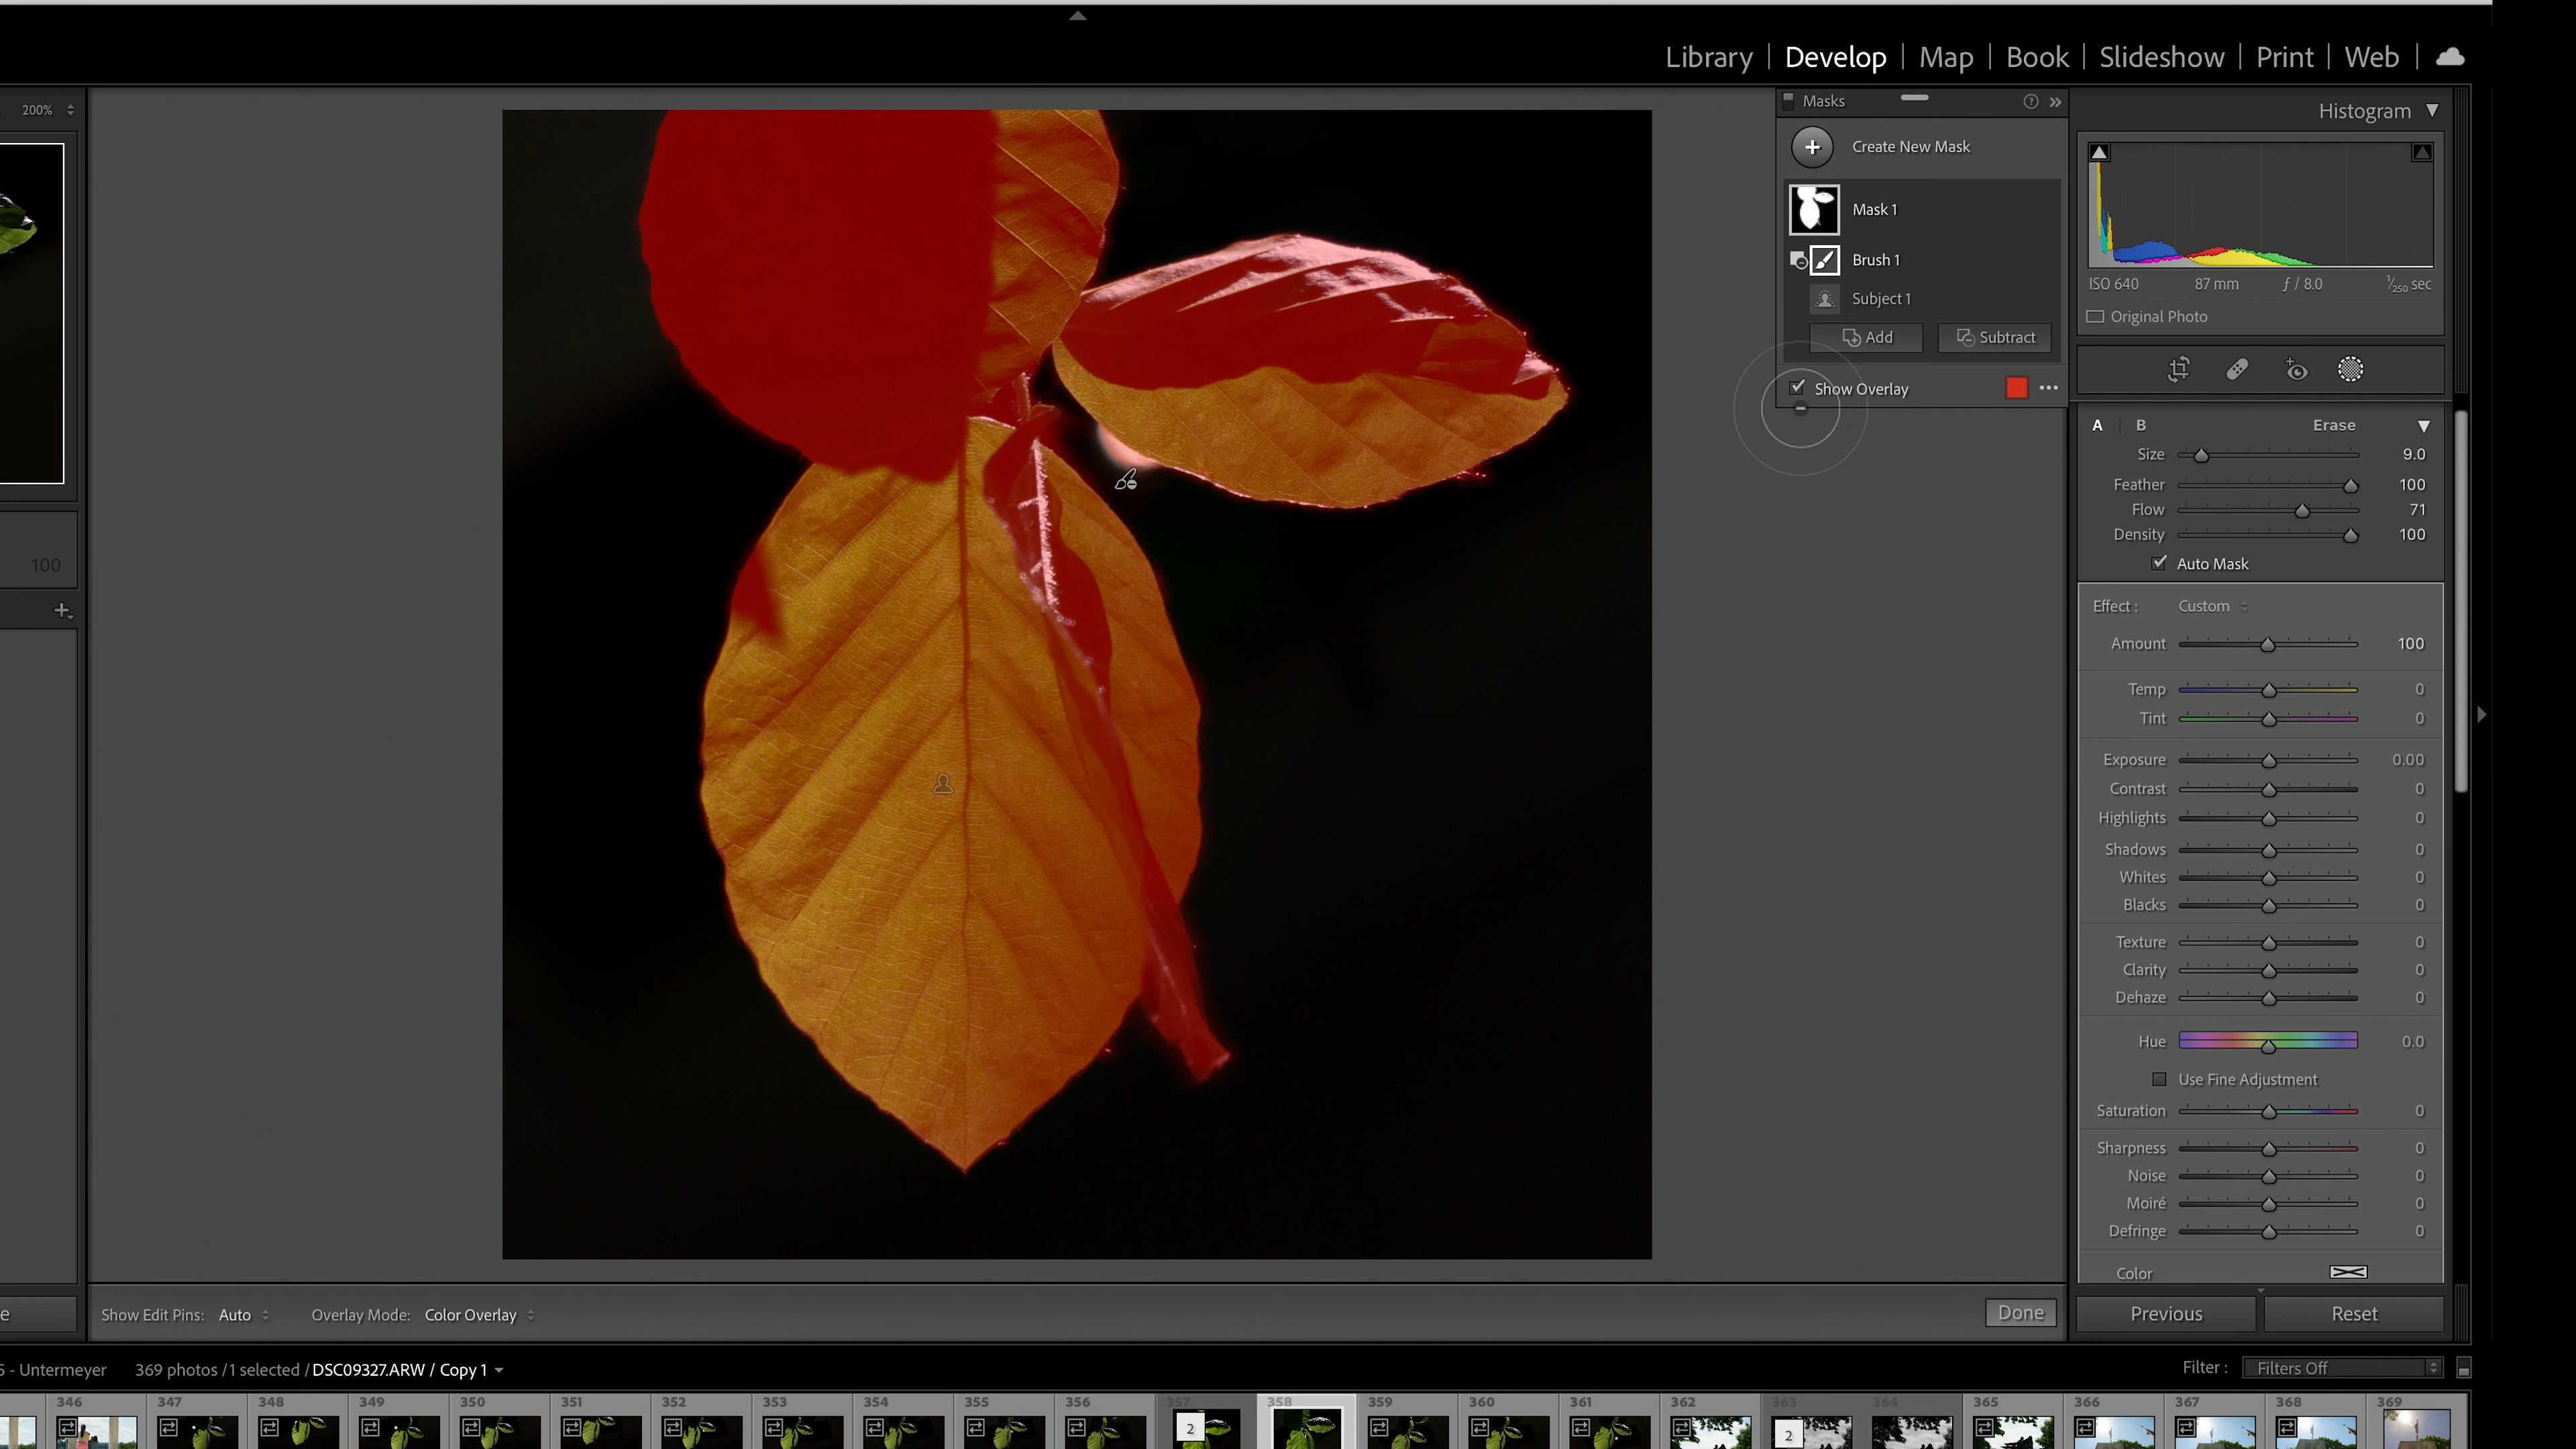 Library | Develop | Map | Book | Slideshow | Print | Web |
200%
Masks
Histogram
Create New Mask
Mask 1
Brush 1
Subject 1
Add
Subtract
Show Overlay
ISO 640 87 mm ƒ / 8.0 1/250 sec
Original Photo
A B Erase
Size 9.0
Feather 100
Flow 71
Density 100
Auto Mask
100
Effect : Custom
Amount 100
Temp 0
Tint 0
Exposure 0.00
Contrast 0
Highlights 0
Shadows 0
Whites 0
Blacks 0
Texture 0
Clarity 0
Dehaze 0
Hue 0.0
Use Fine Adjustment
Saturation 0
Sharpness 0
Noise 0
Moiré 0
Defringe 0
Color
e
Show Edit Pins: Auto Overlay Mode: Color Overlay
Done
Previous
Reset
- Untermeyer 369 photos / 1 selected / DSC09327.ARW / Copy 1
Filter : Filters Off
346 347 348 349 350 351 352 353 354 355 356 357 358 359 360 361 362 363 364 365 366 367 368 369
2 2